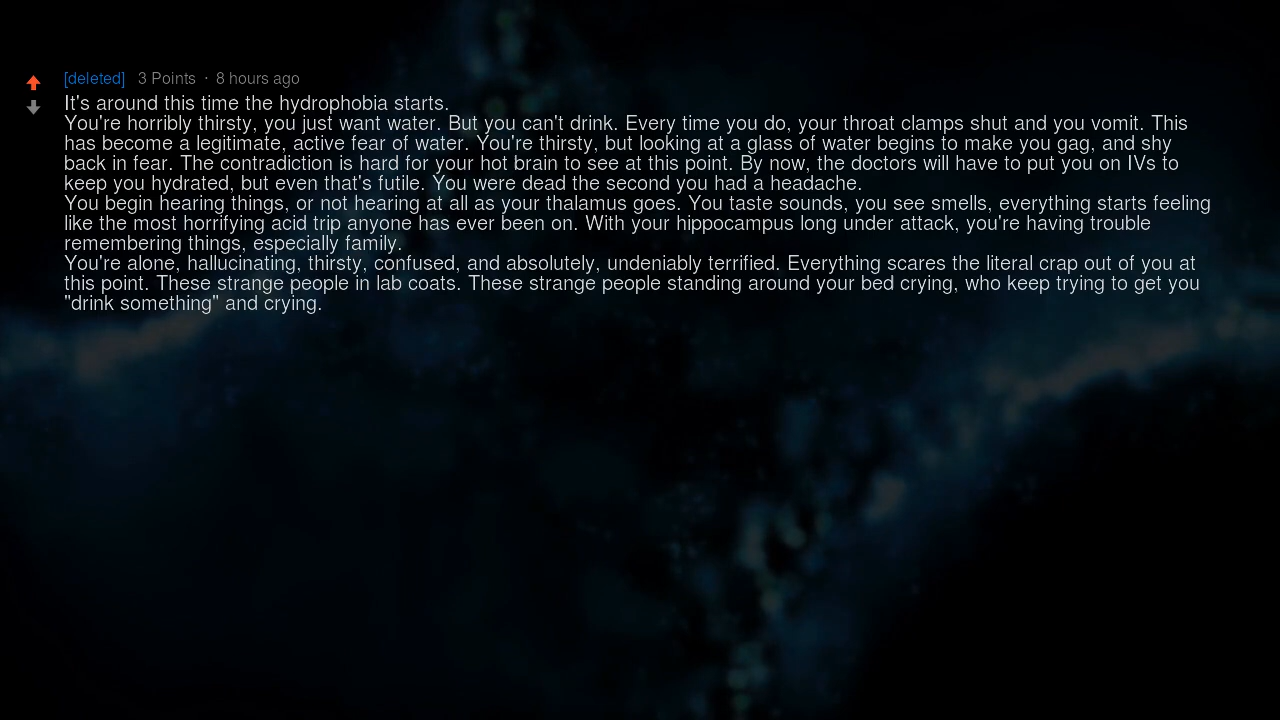 [deleted] 3 Points · 8 hours ago
It's around this time the hydrophobia starts.
You're horribly thirsty, you just want water. But you can't drink. Every time you do, your throat clamps shut and you vomit. This
has become a legitimate, active fear of water. You're thirsty, but looking at a glass of water begins to make you gag, and shy
back in fear. The contradiction is hard for your hot brain to see at this point. By now, the doctors will have to put you on IVs to
keep you hydrated, but even that's futile. You were dead the second you had a headache.
You begin hearing things, or not hearing at all as your thalamus goes. You taste sounds, you see smells, everything starts feeling
like the most horrifying acid trip anyone has ever been on. With your hippocampus long under attack, you're having trouble
remembering things, especially family.
You're alone, hallucinating, thirsty, confused, and absolutely, undeniably terrified. Everything scares the literal crap out of you at
this point. These strange people in lab coats. These strange people standing around your bed crying, who keep trying to get you
"drink something" and crying.